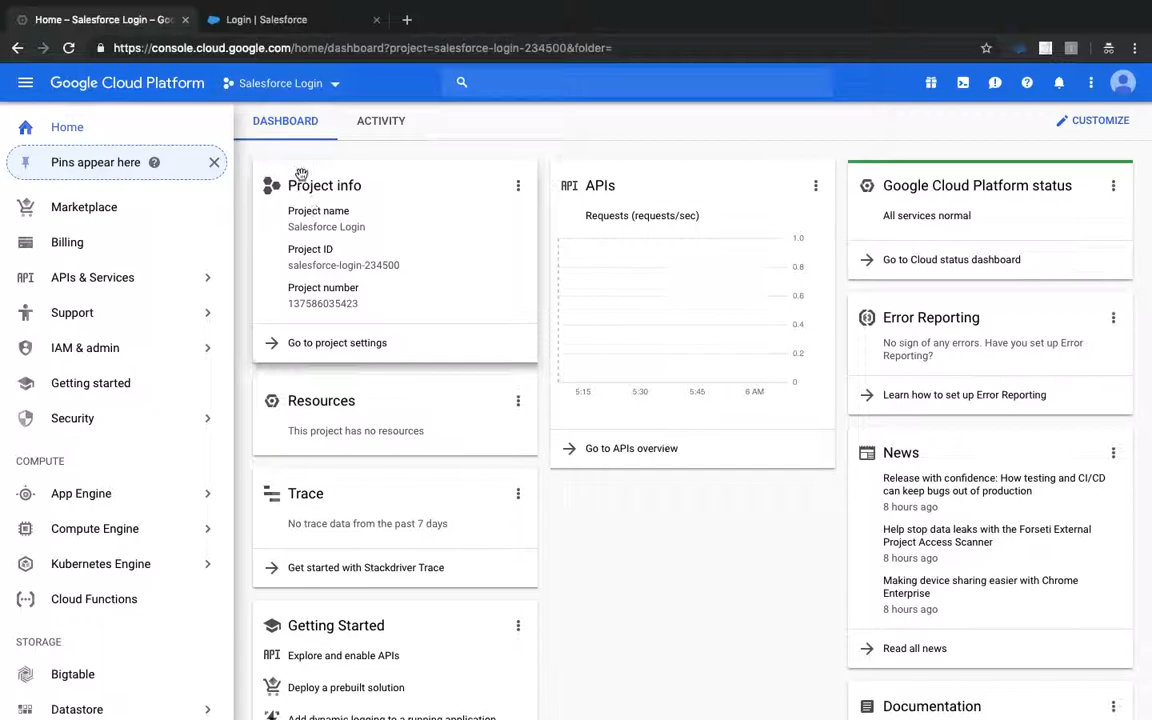 Home – Salesforce Login – Goo
Login | Salesforce
https://console.cloud.google.com/home/dashboard?project=salesforce-login-234500&folder=
Google Cloud Platform
Salesforce Login
Home
Pins appear here
Marketplace
Billing
API APIs & Services
Support
IAM & admin
Getting started
Security
COMPUTE
App Engine
Compute Engine
Kubernetes Engine
Cloud Functions
STORAGE
Bigtable
Datastore
DASHBOARD
ACTIVITY
CUSTOMIZE
Project info
Project name
Salesforce Login
Project ID
salesforce-login-234500
Project number
137586035423
Go to project settings
Resources
This project has no resources
Trace
No trace data from the past 7 days
Get started with Stackdriver Trace
Getting Started
API Explore and enable APIs
Deploy a prebuilt solution
Add dynamic logging to a running application
API APIs
Requests (requests/sec)
1.0
0.8
0.6
0.4
0.2
0
5:15 5:30 5:45 6 AM
Go to APIs overview
Google Cloud Platform status
All services normal
Go to Cloud status dashboard
Error Reporting
No sign of any errors. Have you set up Error
Reporting?
Learn how to set up Error Reporting
News
Release with confidence: How testing and CI/CD
can keep bugs out of production
8 hours ago
Help stop data leaks with the Forseti External
Project Access Scanner
8 hours ago
Making device sharing easier with Chrome
Enterprise
8 hours ago
Read all news
Documentation